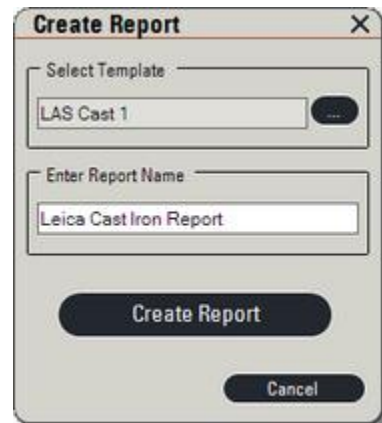 Create Report
Select Template
LAS Cast 1
...
Enter Report Name
Leica Cast Iron Report
Create Report
Cancel